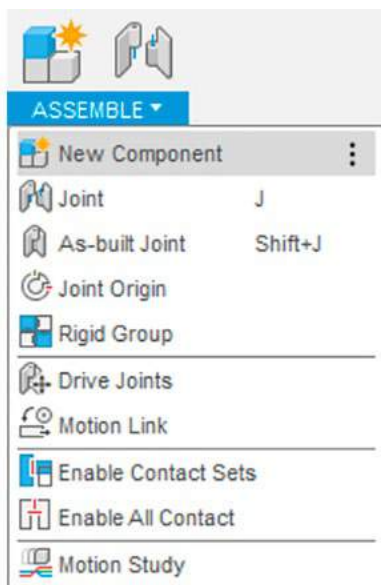 ASSEMBLE
New Component
Joint J
As-built Joint Shift+J
Joint Origin
Rigid Group
Drive Joints
Motion Link
Enable Contact Sets
Enable All Contact
Motion Study